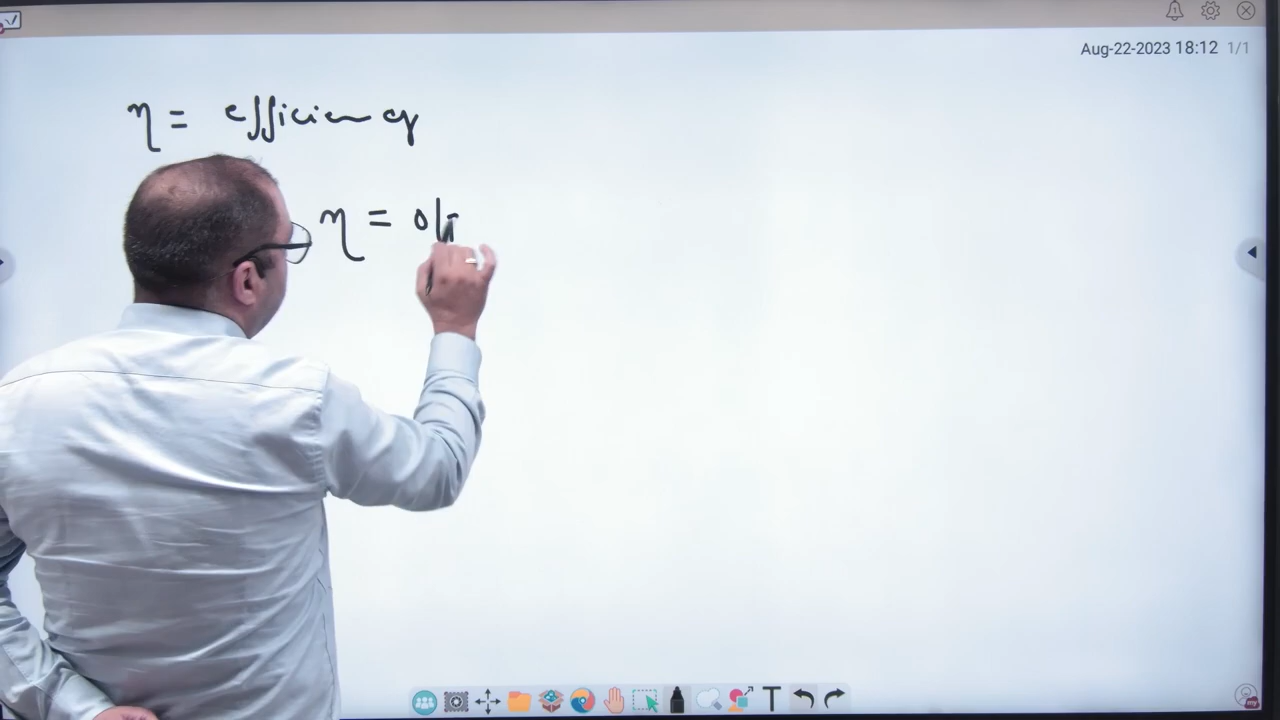 Aug-22-2023 18:12 1/1
η = efficiency
η = o/
T